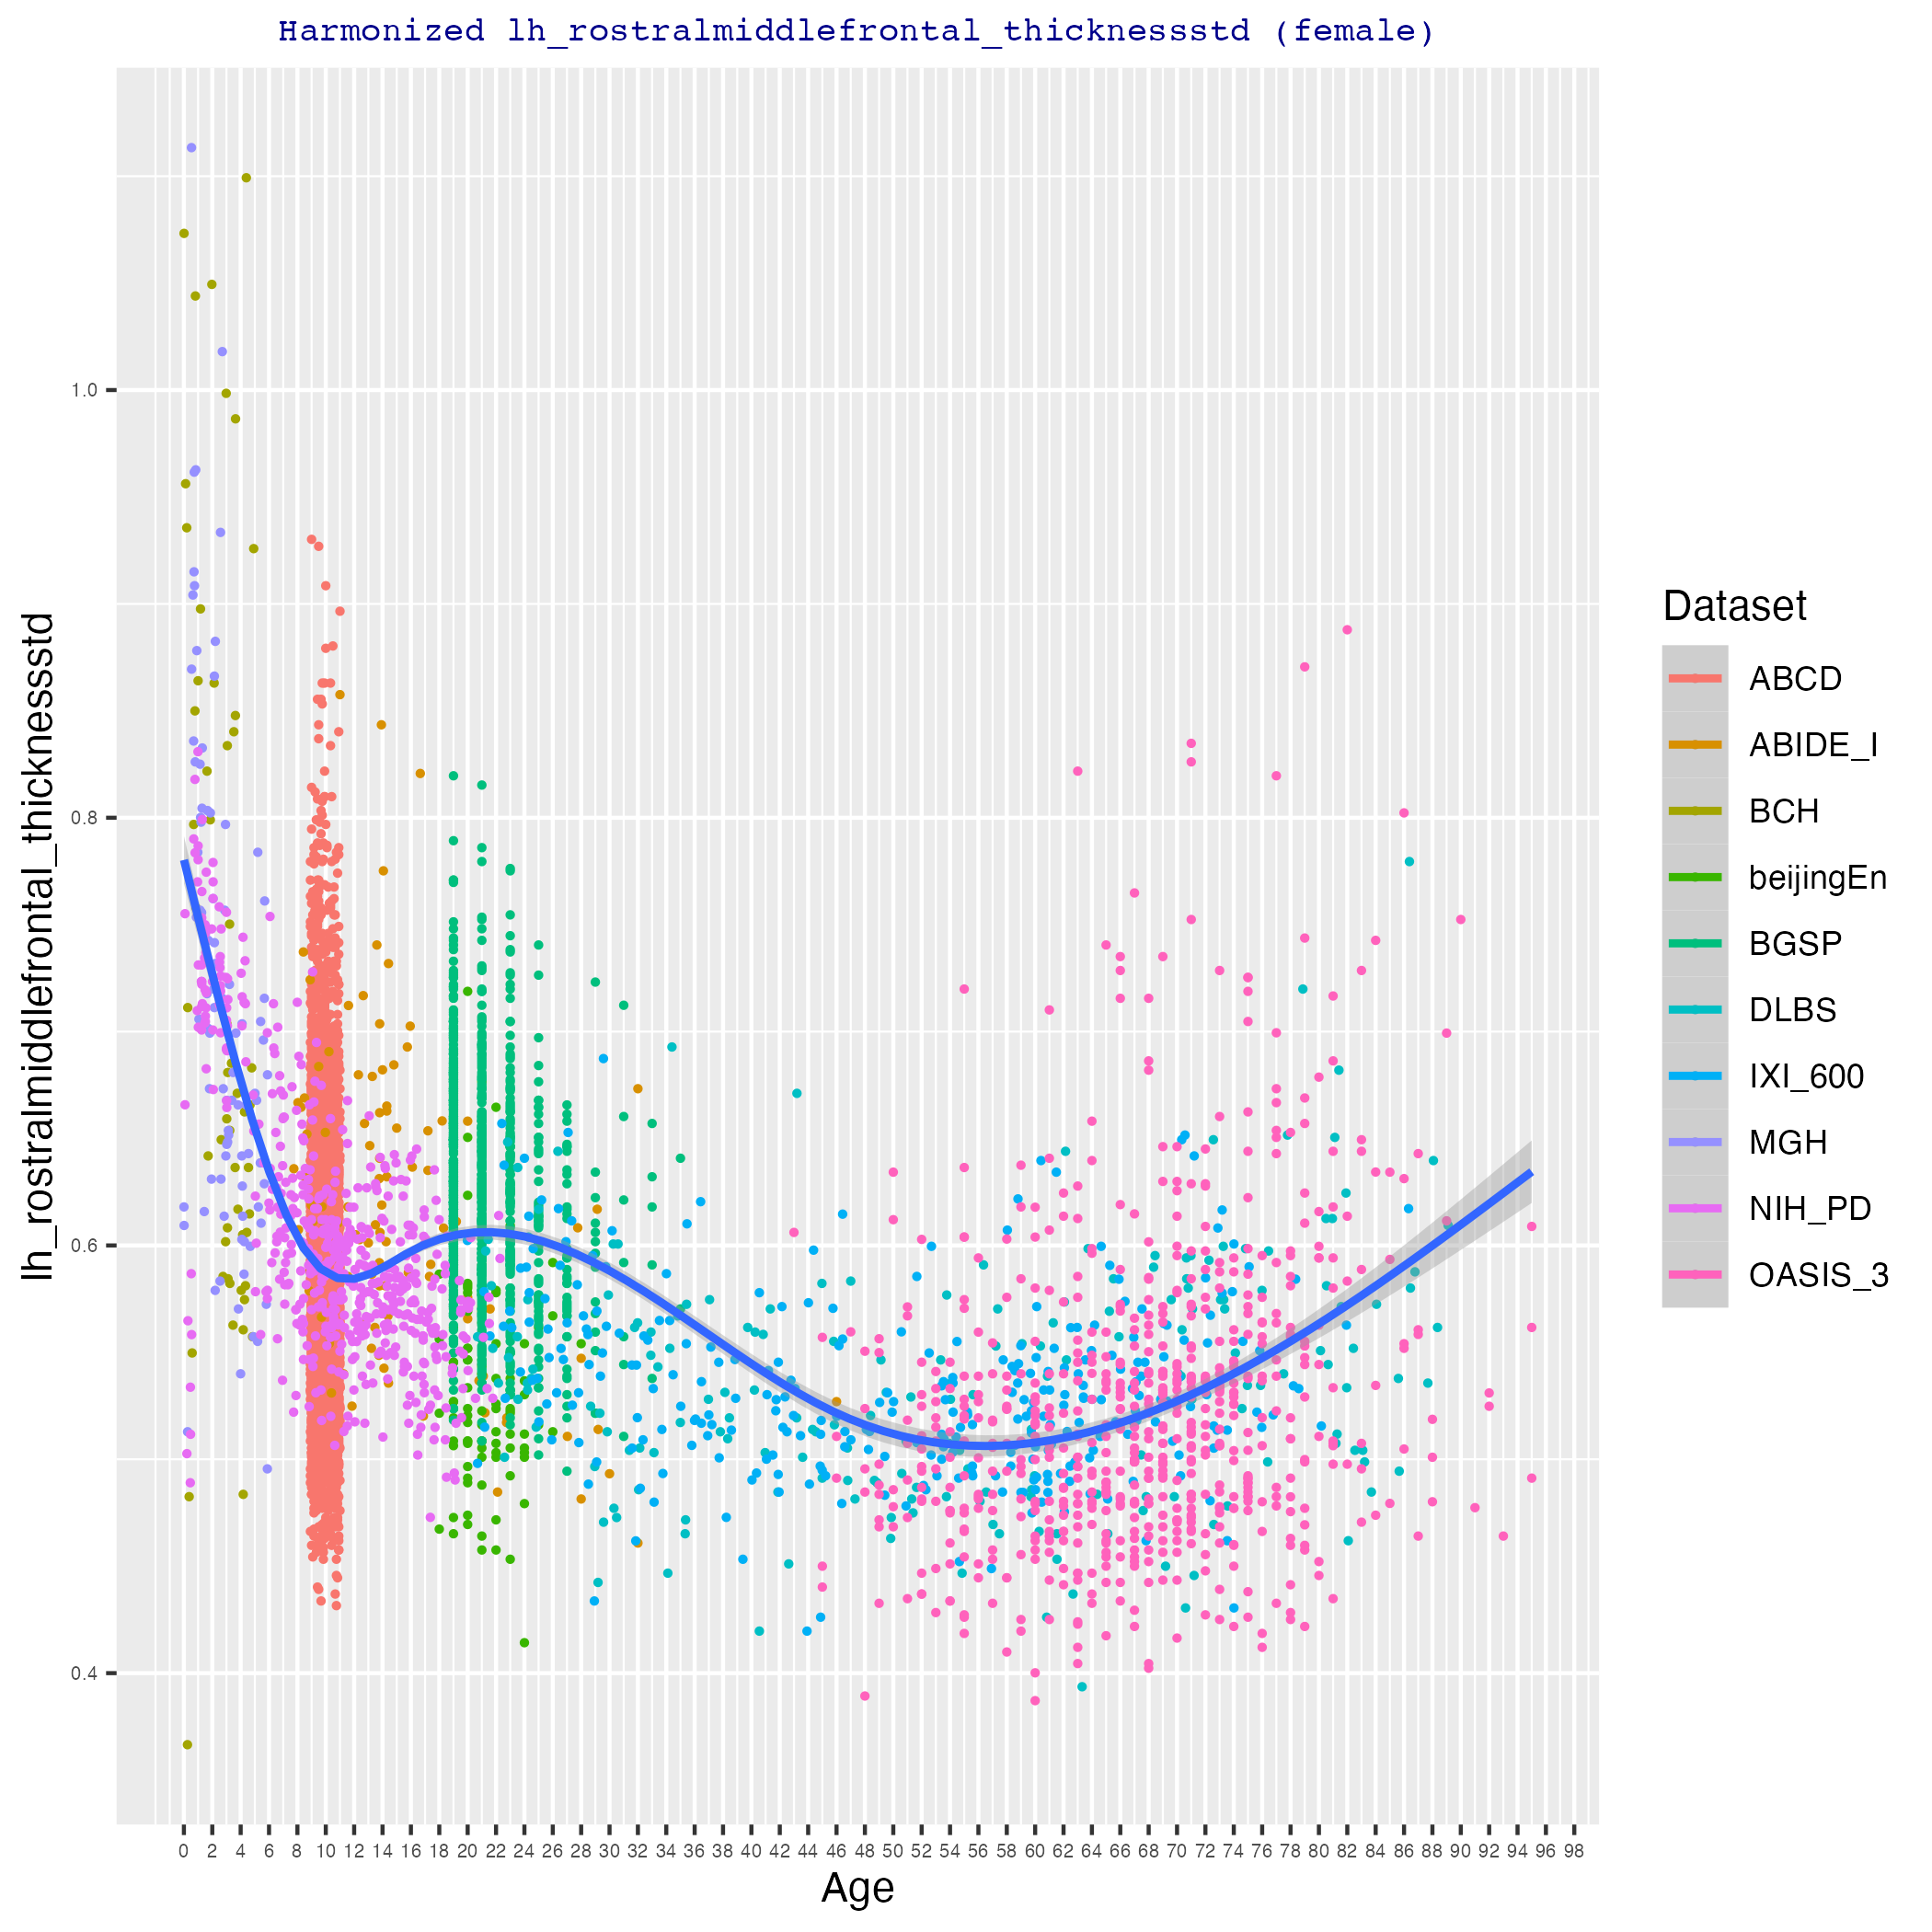 Harmonized lh_rostralmiddlefrontal_thicknessstd (female)
lh_rostralmiddlefrontal_thicknessstd
1.0
0.8
0.6
0.4
0 2 4 6 8 10 12 14 16 18 20 22 24 26 28 30 32 34 36 38 40 42 44 46 48 50 52 54 56 58 60 62 64 66 68 70 72 74 76 78 80 82 84 86 88 90 92 94 96 98
Age
Dataset
ABCD
ABIDE_I
BCH
beijingEn
BGSP
DLBS
IXI_600
MGH
NIH_PD
OASIS_3